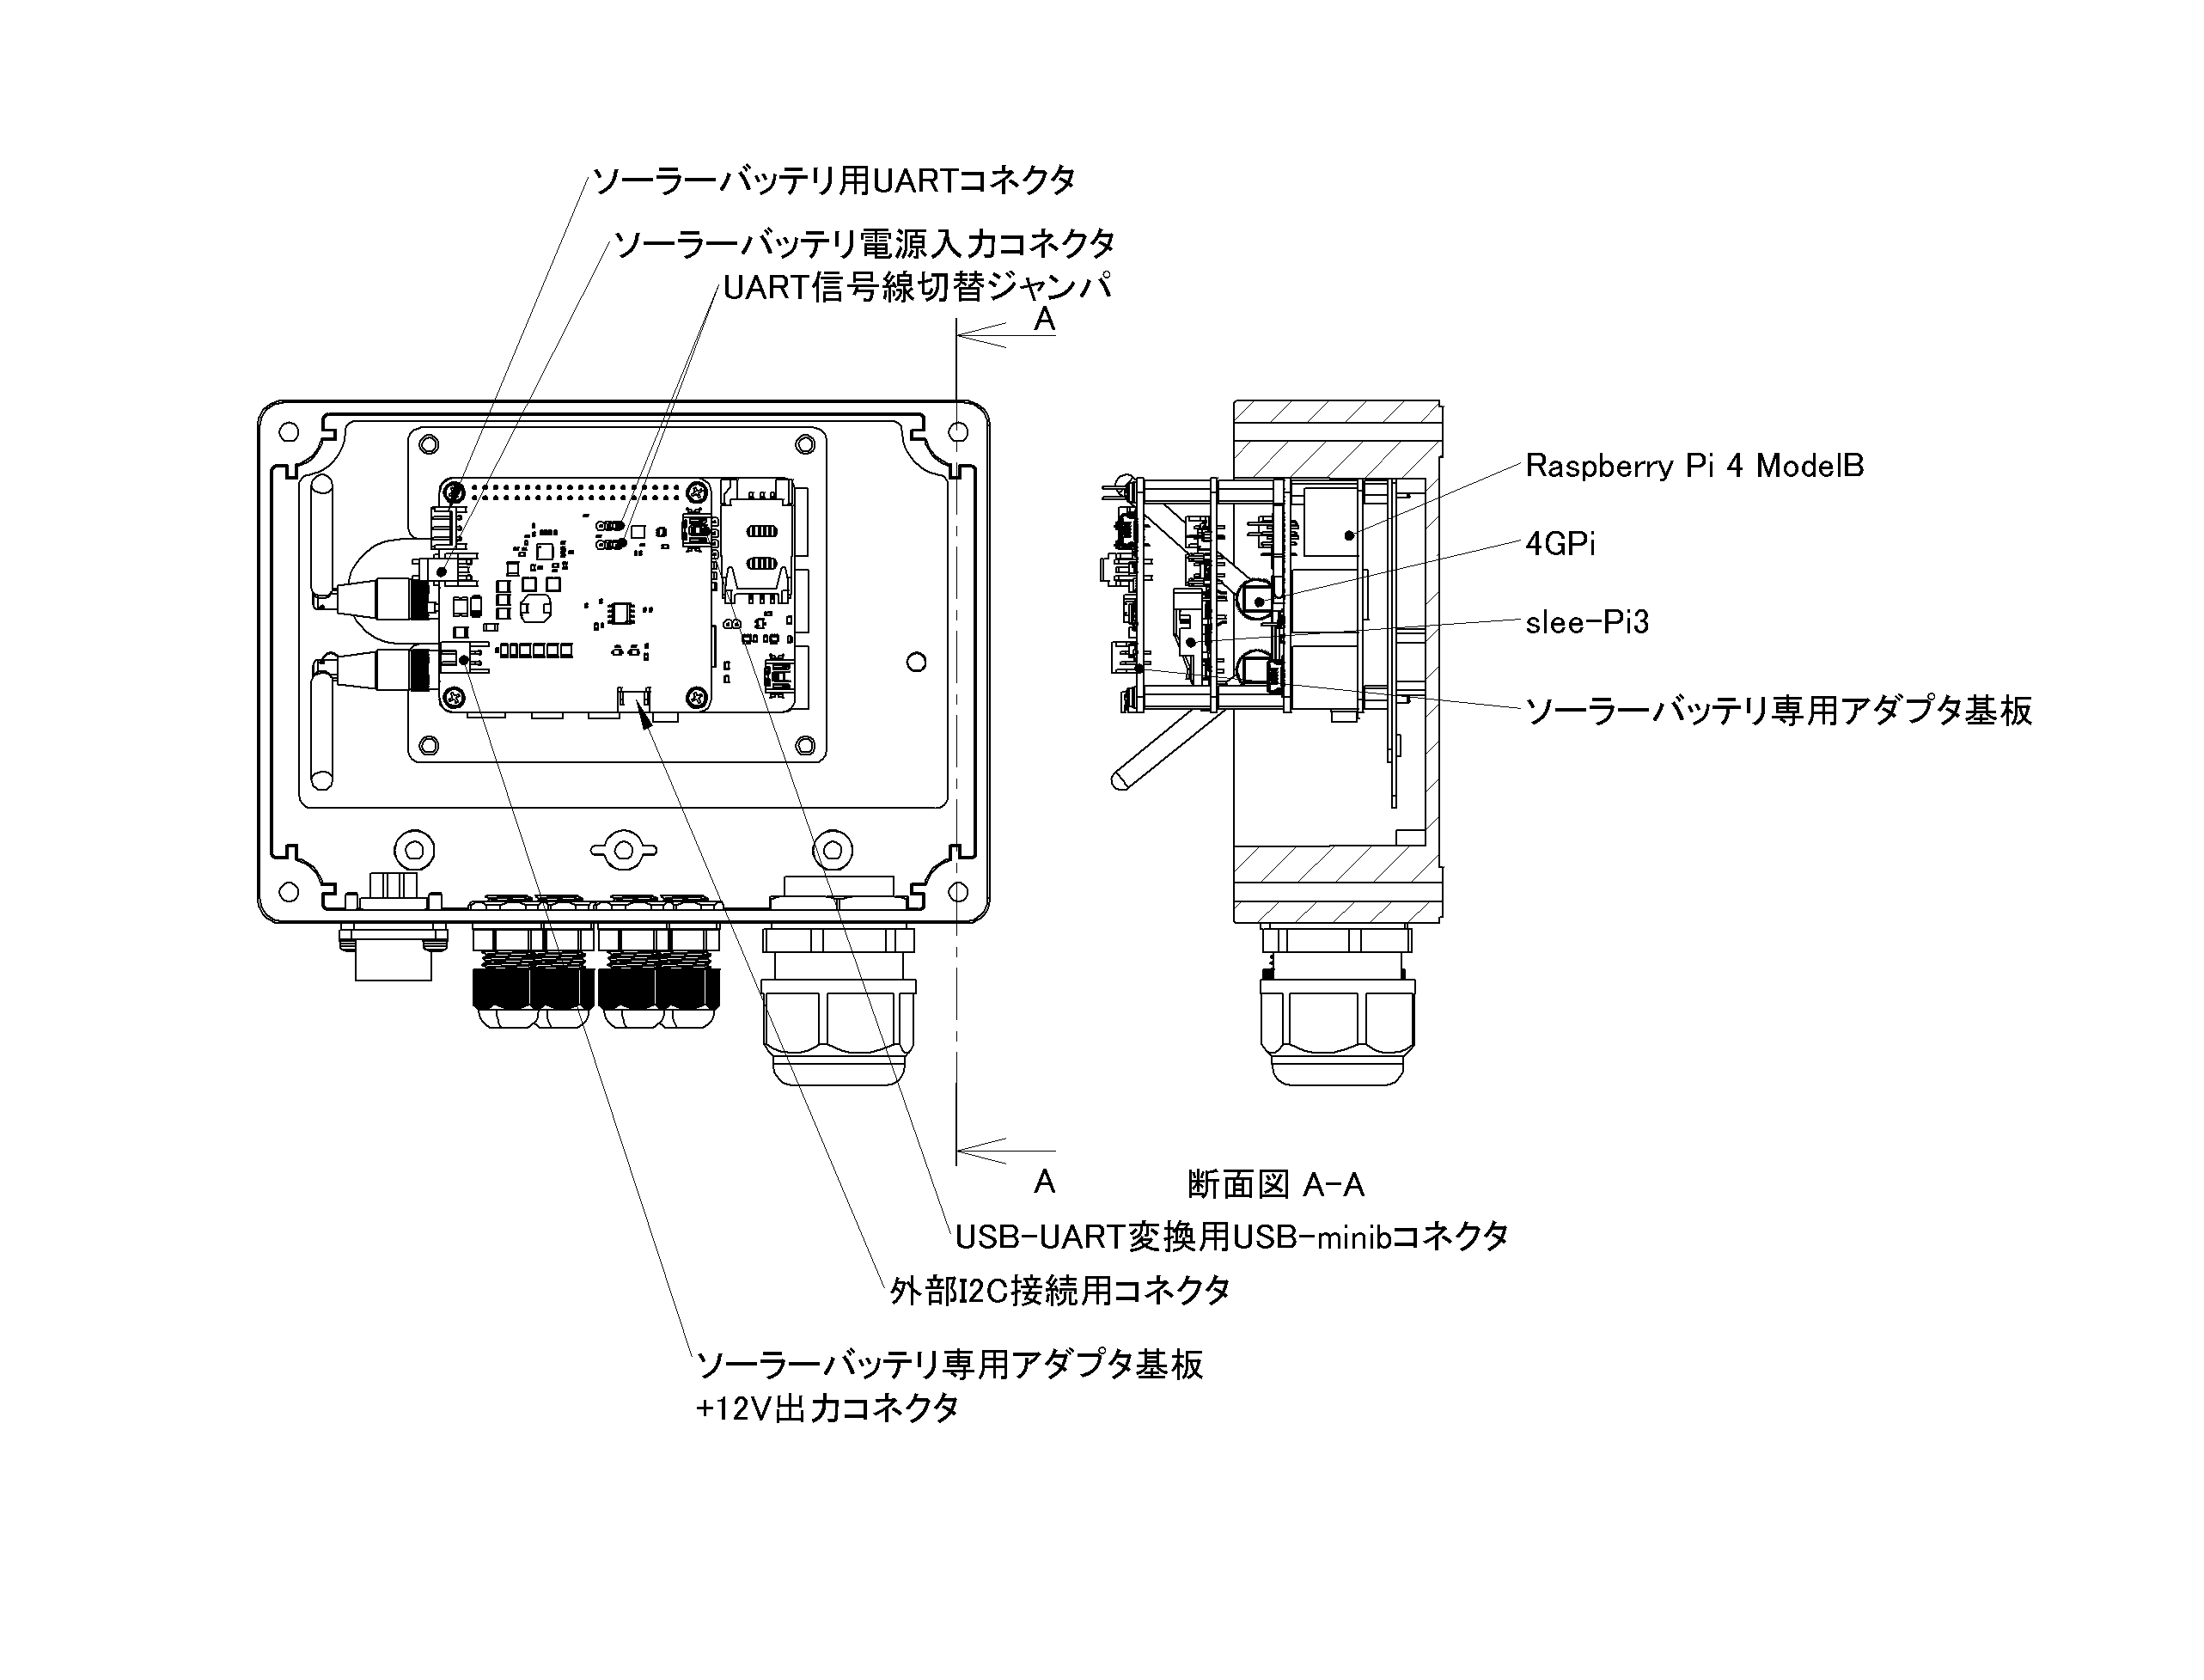 ソーラーバッテリ用UARTコネクタ
ソーラーバッテリ電源入力コネクタ
UART信号線切替ジャンパ
A
Raspberry Pi 4 ModelB
4GPi
slee-Pi3
ソーラーバッテリ専用アダプタ基板
A
断面図 A-A
USB-UART変換用USB-minibコネクタ
外部I2C接続用コネクタ
ソーラーバッテリ専用アダプタ基板
+12V出力コネクタ